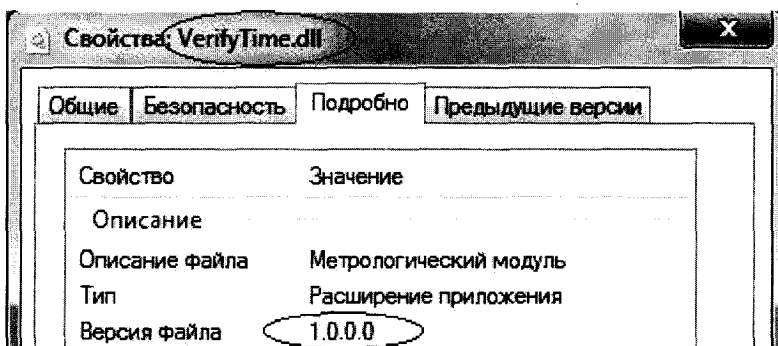 Свойства: VerifyTime.dll
X
Общие Безопасность Подробно Предыдущие версии
Свойство Значение
Описание
Описание файла Метрологический модуль
Тип Расширение приложения
Версия файла 1.0.0.0